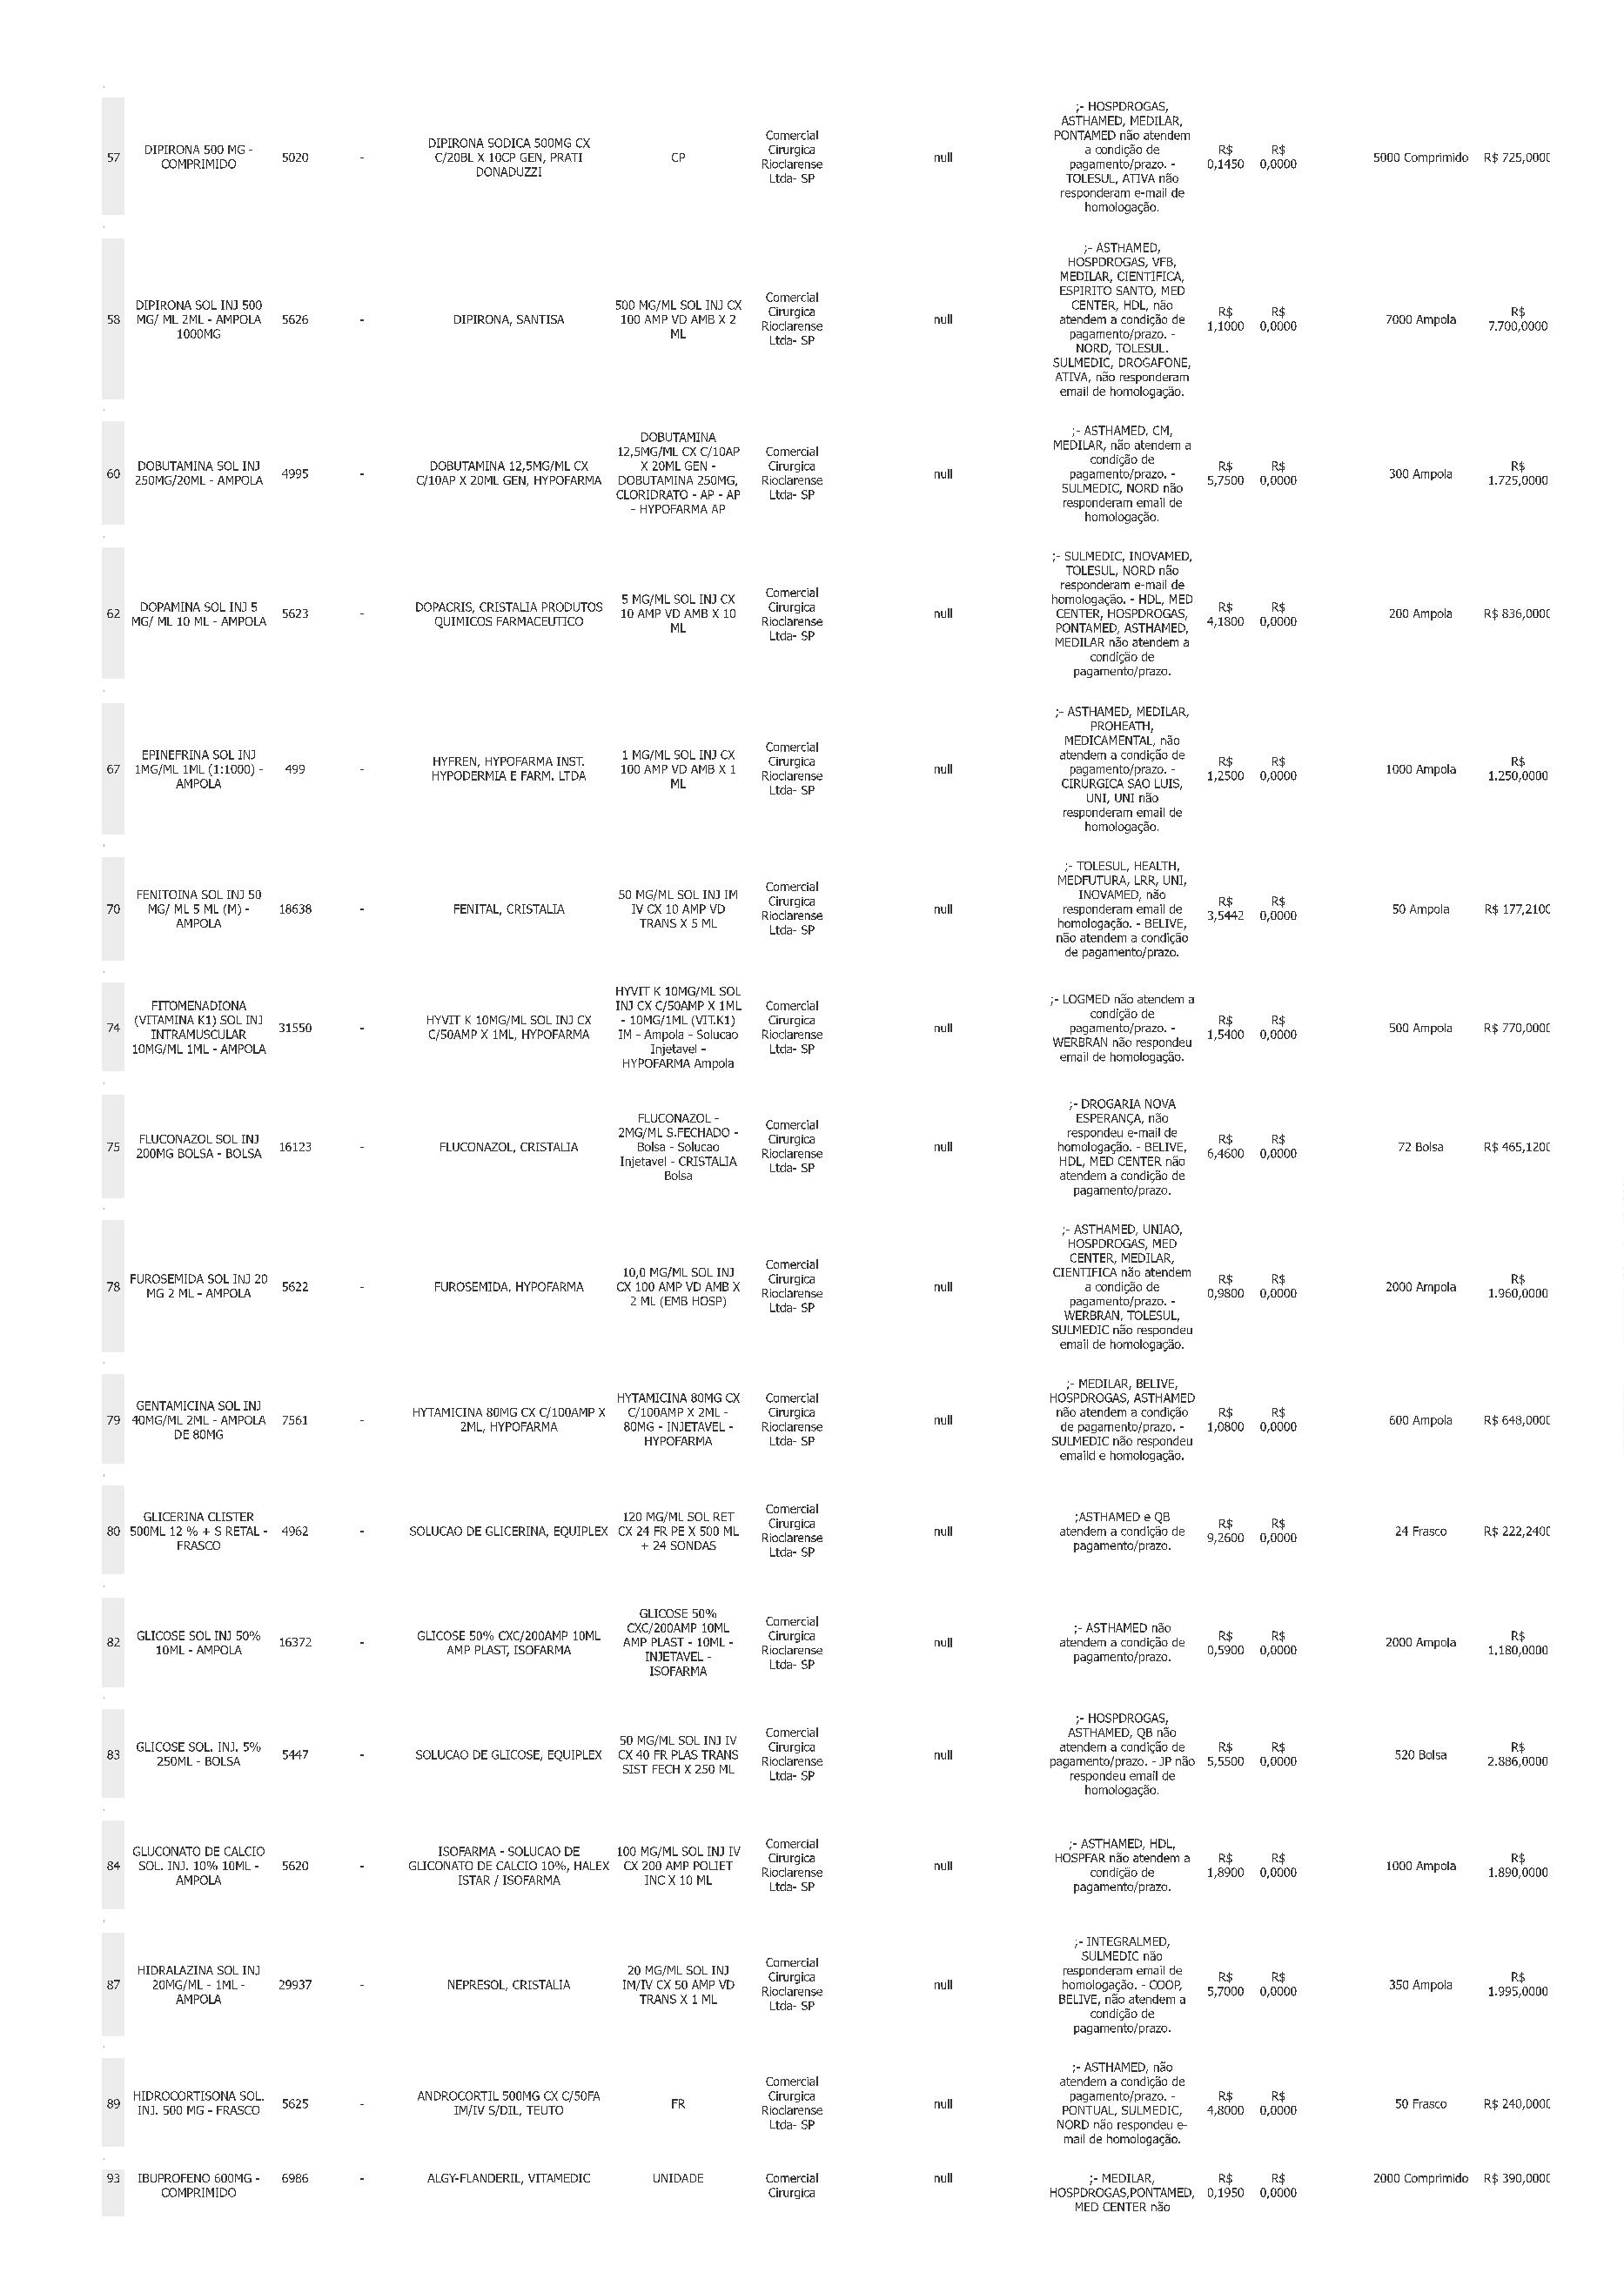 57
DIPIRONA 500 MG -
COMPRIMIDO
5020
-
DIPIRONA SODICA 500MG CX
C/20BL X 10CP GEN, PRATI
DONADUZZI
CP
Comercial
Cirurgica
Rioclarense
Ltda- SP
null
;- HOSPDROGAS,
ASTHAMED, MEDILAR,
PONTAMED não atendem
a condição de
pagamento/prazo. -
TOLESUL, ATIVA não
responderam e-mail de
homologação.
R$
0,1450
R$
0,0000
5000 Comprimido
R$ 725,0000
58
DIPIRONA SOL INJ 500
MG/ ML 2ML - AMPOLA
1000MG
5626
-
DIPIRONA, SANTISA
500 MG/ML SOL INJ CX
100 AMP VD AMB X 2
ML
Comercial
Cirurgica
Rioclarense
Ltda- SP
null
;- ASTHAMED,
HOSPDROGAS, VFB,
MEDILAR, CIENTIFICA,
ESPIRITO SANTO, MED
CENTER, HDL, não
atendem a condição de
pagamento/prazo. -
NORD, TOLESUL.
SULMEDIC, DROGAFONE,
ATIVA, não responderam
email de homologação.
R$
1,1000
R$
0,0000
7000 Ampola
R$
7.700,0000
60
DOBUTAMINA SOL INJ
250MG/20ML - AMPOLA
4995
-
DOBUTAMINA 12,5MG/ML CX
C/10AP X 20ML GEN, HYPOFARMA
DOBUTAMINA
12,5MG/ML CX C/10AP
X 20ML GEN -
DOBUTAMINA 250MG,
CLORIDRATO - AP - AP
- HYPOFARMA AP
Comercial
Cirurgica
Rioclarense
Ltda- SP
null
;- ASTHAMED, CM,
MEDILAR, não atendem a
condição de
pagamento/prazo. -
SULMEDIC, NORD não
responderam email de
homologação.
R$
5,7500
R$
0,0000
300 Ampola
R$
1.725,0000
62
DOPAMINA SOL INJ 5
MG/ ML 10 ML - AMPOLA
5623
-
DOPACRIS, CRISTALIA PRODUTOS
QUIMICOS FARMACEUTICO
5 MG/ML SOL INJ CX
10 AMP VD AMB X 10
ML
Comercial
Cirurgica
Rioclarense
Ltda- SP
null
;- SULMEDIC, INOVAMED,
TOLESUL, NORD não
responderam e-mail de
homologação. - HDL, MED
CENTER, HOSPDROGAS,
PONTAMED, ASTHAMED,
MEDILAR não atendem a
condição de
pagamento/prazo.
R$
4,1800
R$
0,0000
200 Ampola
R$ 836,0000
67
EPINEFRINA SOL INJ
1MG/ML 1ML (1:1000) -
AMPOLA
499
-
HYFREN, HYPOFARMA INST.
HYPODERMIA E FARM. LTDA
1 MG/ML SOL INJ CX
100 AMP VD AMB X 1
ML
Comercial
Cirurgica
Rioclarense
Ltda- SP
null
;- ASTHAMED, MEDILAR,
PROHEATH,
MEDICAMENTAL, não
atendem a condição de
pagamento/prazo. -
CIRURGICA SAO LUIS,
UNI, UNI não
responderam email de
homologação.
R$
1,2500
R$
0,0000
1000 Ampola
R$
1.250,0000
70
FENITOINA SOL INJ 50
MG/ ML 5 ML (M) -
AMPOLA
18638
-
FENITAL, CRISTALIA
50 MG/ML SOL INJ IM
IV CX 10 AMP VD
TRANS X 5 ML
Comercial
Cirurgica
Rioclarense
Ltda- SP
null
;- TOLESUL, HEALTH,
MEDFUTURA, LRR, UNI,
INOVAMED, não
responderam email de
homologação. - BELIVE,
não atendem a condição
de pagamento/prazo.
R$
3,5442
R$
0,0000
50 Ampola
R$ 177,2100
74
FITOMENADIONA
(VITAMINA K1) SOL INJ
INTRAMUSCULAR
10MG/ML 1ML - AMPOLA
31550
-
HYVIT K 10MG/ML SOL INJ CX
C/50AMP X 1ML, HYPOFARMA
HYVIT K 10MG/ML SOL
INJ CX C/50AMP X 1ML
- 10MG/1ML (VIT.K1)
IM - Ampola - Solucao
Injetavel -
HYPOFARMA Ampola
Comercial
Cirurgica
Rioclarense
Ltda- SP
null
;- LOGMED não atendem a
condição de
pagamento/prazo. -
WERBRAN não respondeu
email de homologação.
R$
1,5400
R$
0,0000
500 Ampola
R$ 770,0000
75
FLUCONAZOL SOL INJ
200MG BOLSA - BOLSA
16123
-
FLUCONAZOL, CRISTALIA
FLUCONAZOL -
2MG/ML S.FECHADO -
Bolsa - Solucao
Injetavel - CRISTALIA
Bolsa
Comercial
Cirurgica
Rioclarense
Ltda- SP
null
;- DROGARIA NOVA
ESPERANÇA, não
respondeu e-mail de
homologação. - BELIVE,
HDL, MED CENTER não
atendem a condição de
pagamento/prazo.
R$
6,4600
R$
0,0000
72 Bolsa
R$ 465,1200
78
FUROSEMIDA SOL INJ 20
MG 2 ML - AMPOLA
5622
-
FUROSEMIDA, HYPOFARMA
10,0 MG/ML SOL INJ
CX 100 AMP VD AMB X
2 ML (EMB HOSP)
Comercial
Cirurgica
Rioclarense
Ltda- SP
null
;- ASTHAMED, UNIAO,
HOSPDROGAS, MED
CENTER, MEDILAR,
CIENTIFICA não atendem
a condição de
pagamento/prazo. -
WERBRAN, TOLESUL,
SULMEDIC não respondeu
email de homologação.
R$
0,9800
R$
0,0000
2000 Ampola
R$
1.960,0000
79
GENTAMICINA SOL INJ
40MG/ML 2ML - AMPOLA
DE 80MG
7561
-
HYTAMICINA 80MG CX C/100AMP X
2ML, HYPOFARMA
HYTAMICINA 80MG CX
C/100AMP X 2ML -
80MG - INJETAVEL -
HYPOFARMA
Comercial
Cirurgica
Rioclarense
Ltda- SP
null
;- MEDILAR, BELIVE,
HOSPDROGAS, ASTHAMED
não atendem a condição
de pagamento/prazo. -
SULMEDIC não respondeu
emaild e homologação.
R$
1,0800
R$
0,0000
600 Ampola
R$ 648,0000
80
GLICERINA CLISTER
500ML 12 % + S RETAL -
FRASCO
4962
-
SOLUCAO DE GLICERINA, EQUIPLEX
120 MG/ML SOL RET
CX 24 FR PE X 500 ML
+ 24 SONDAS
Comercial
Cirurgica
Rioclarense
Ltda- SP
null
;ASTHAMED e QB
atendem a condição de
pagamento/prazo.
R$
9,2600
R$
0,0000
24 Frasco
R$ 222,2400
82
GLICOSE SOL INJ 50%
10ML - AMPOLA
16372
-
GLICOSE 50% CXC/200AMP 10ML
AMP PLAST, ISOFARMA
GLICOSE 50%
CXC/200AMP 10ML
AMP PLAST - 10ML -
INJETAVEL -
ISOFARMA
Comercial
Cirurgica
Rioclarense
Ltda- SP
null
;- ASTHAMED não
atendem a condição de
pagamento/prazo.
R$
0,5900
R$
0,0000
2000 Ampola
R$
1.180,0000
83
GLICOSE SOL. INJ. 5%
250ML - BOLSA
5447
-
SOLUCAO DE GLICOSE, EQUIPLEX
50 MG/ML SOL INJ IV
CX 40 FR PLAS TRANS
SIST FECH X 250 ML
Comercial
Cirurgica
Rioclarense
Ltda- SP
null
;- HOSPDROGAS,
ASTHAMED, QB não
atendem a condição de
pagamento/prazo. - JP não
respondeu email de
homologação.
R$
5,5500
R$
0,0000
520 Bolsa
R$
2.886,0000
84
GLUCONATO DE CALCIO
SOL. INJ. 10% 10ML -
AMPOLA
5620
-
ISOFARMA - SOLUCAO DE
GLICONATO DE CALCIO 10%, HALEX
ISTAR / ISOFARMA
100 MG/ML SOL INJ IV
CX 200 AMP POLIET
INC X 10 ML
Comercial
Cirurgica
Rioclarense
Ltda- SP
null
;- ASTHAMED, HDL,
HOSPFAR não atendem a
condição de
pagamento/prazo.
R$
1,8900
R$
0,0000
1000 Ampola
R$
1.890,0000
87
HIDRALAZINA SOL INJ
20MG/ML - 1ML -
AMPOLA
29937
-
NEPRESOL, CRISTALIA
20 MG/ML SOL INJ
IM/IV CX 50 AMP VD
TRANS X 1 ML
Comercial
Cirurgica
Rioclarense
Ltda- SP
null
;- INTEGRALMED,
SULMEDIC não
responderam email de
homologação. - COOP,
BELIVE, não atendem a
condição de
pagamento/prazo.
R$
5,7000
R$
0,0000
350 Ampola
R$
1.995,0000
89
HIDROCORTISONA SOL.
INJ. 500 MG - FRASCO
5625
-
ANDROCORTIL 500MG CX C/50FA
IM/IV S/DIL, TEUTO
FR
Comercial
Cirurgica
Rioclarense
Ltda- SP
null
;- ASTHAMED, não
atendem a condição de
pagamento/prazo. -
PONTUAL, SULMEDIC,
NORD não respondeu e-
mail de homologação.
R$
4,8000
R$
0,0000
50 Frasco
R$ 240,0000
93
IBUPROFENO 600MG -
COMPRIMIDO
6986
-
ALGY-FLANDERIL, VITAMEDIC
UNIDADE
Comercial
Cirurgica
null
;- MEDILAR,
HOSPDROGAS,PONTAMED,
MED CENTER não
R$
0,1950
R$
0,0000
2000 Comprimido
R$ 390,0000